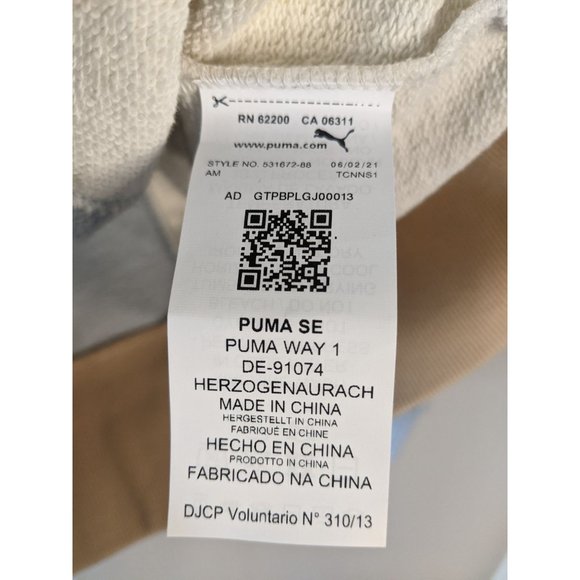 RN 62200 CA 06311
www.puma.com
STYLE NO. 531672-88 06/02/21
AM TCNNS1
AD GTPBPLGJ00013
PUMA SE
PUMA WAY 1
DE-91074
HERZOGENAURACH
MADE IN CHINA
HERGESTELLT IN CHINA
FABRIQUÉ EN CHINE
HECHO EN CHINA
PRODOTTO IN CHINA
FABRICADO NA CHINA
DJCP Voluntario N° 310/13